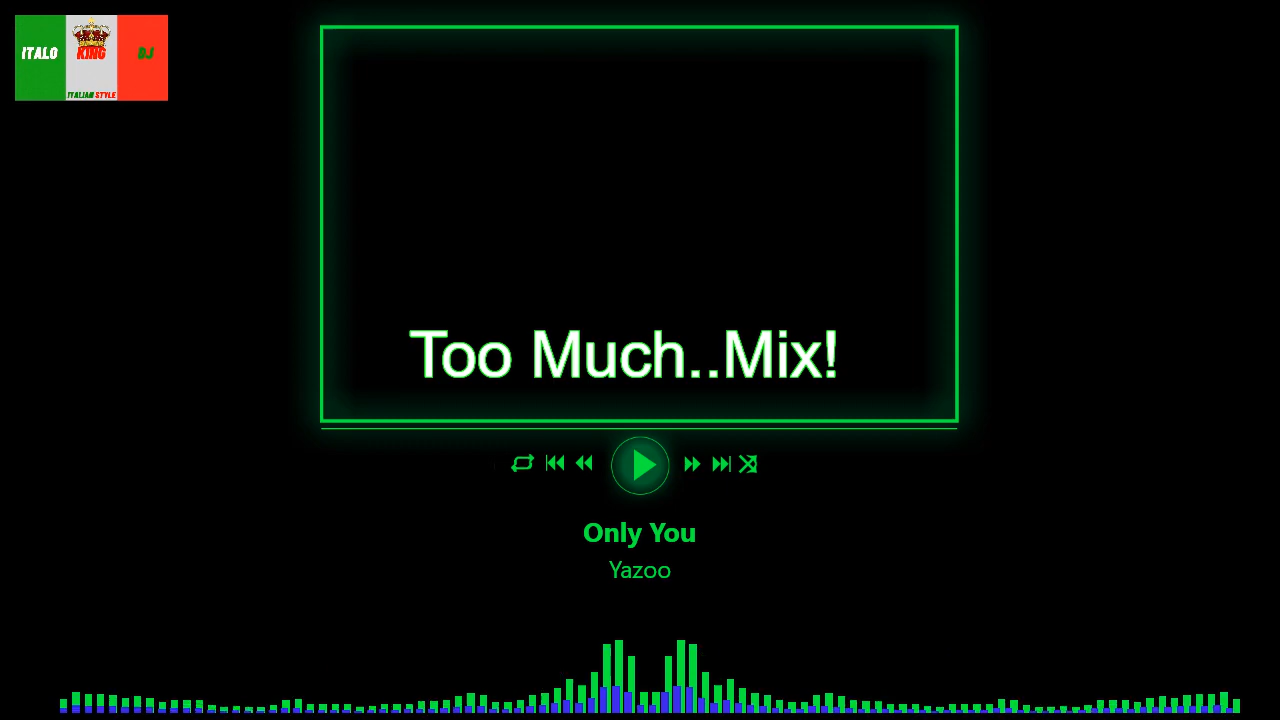 ITALO KING DJ
ITALIAN STYLE
Too Much..Mix!
Only You
Yazoo